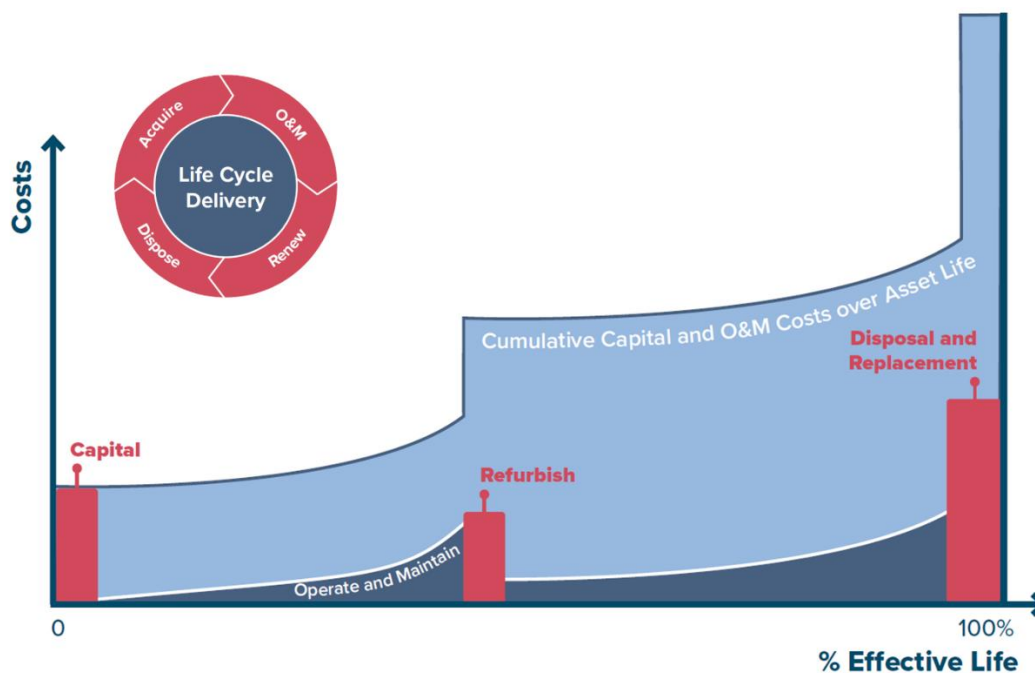 Costs
Acquire
O&M
Life Cycle
Delivery
Dispose
Renew
Cumulative Capital and O&M Costs over Asset Life
Disposal and
Replacement
Capital
Refurbish
Operate and Maintain
0
100%
% Effective Life